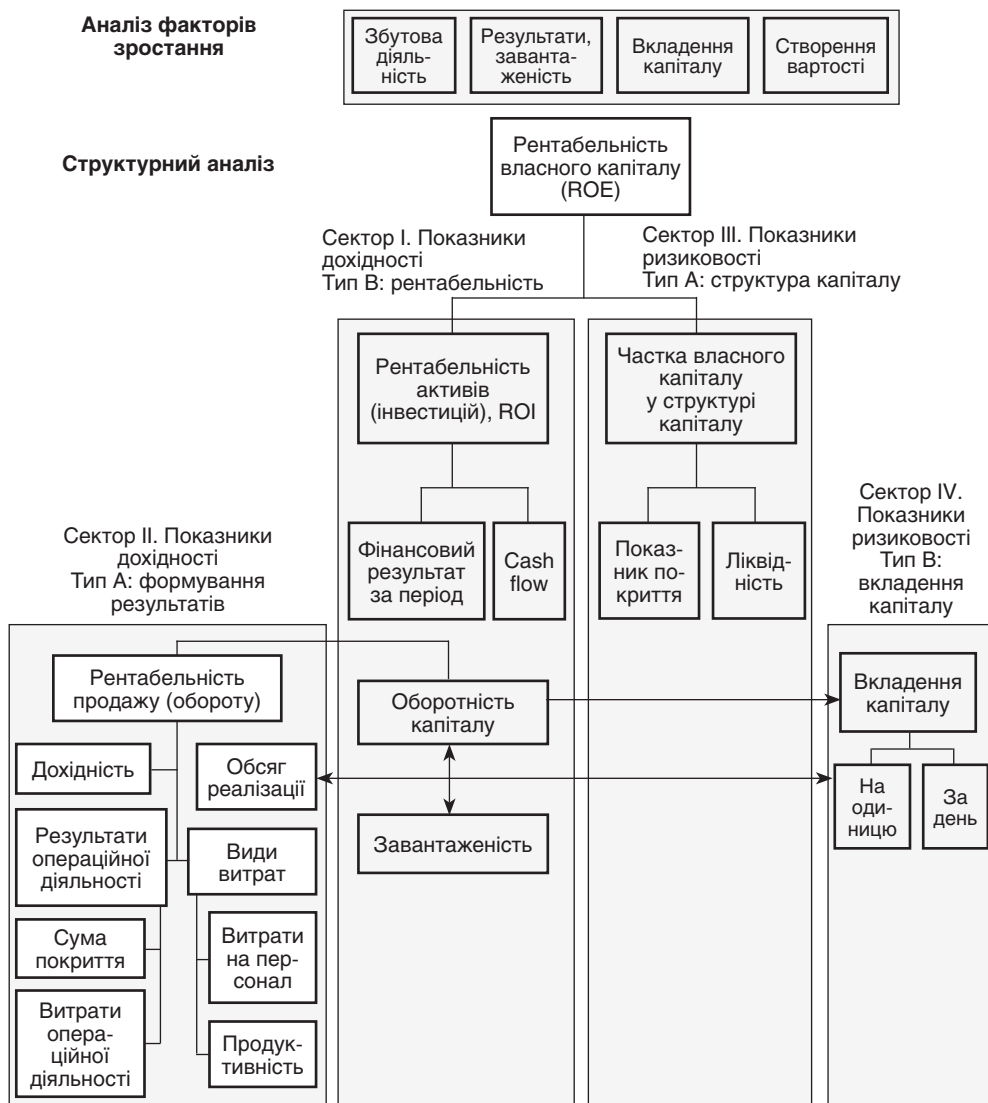 Аналіз факторів
зростання
Збутова
діяль-
ність
Результати,
завanта-
женість
Вкладення
капіталу
Створення
вартості
Структурний аналіз
Рентабельність
власного капіталу
(ROE)
Сектор I. Показники
дохідності
Тип В: рентабельність
Сектор III. Показники
ризиковості
Тип А: структура капіталу
Рентабельність
активів
(інвестицій), ROI
Частка власного
капіталу
у структурі
капіталу
Фінансовий
результат
за період
Cash
flow
Показ-
ник по-
криття
Ліквід-
ність
Сектор II. Показники
дохідності
Тип А: формування
результатів
Сектор IV.
Показники
ризиковості
Тип В:
вкладення
капіталу
Рентабельність
продажу (обороту)
Оборотність
капіталу
Вкладення
капіталу
Дохідність
Обсяг
реалізації
На
оди-
ницю
За
день
Результати
операційної
діяльності
Види
витрат
Завантаженість
Сума
покриття
Витрати
на пер-
сонал
Витрати
опера-
ційної
діяльності
Продук-
тивність